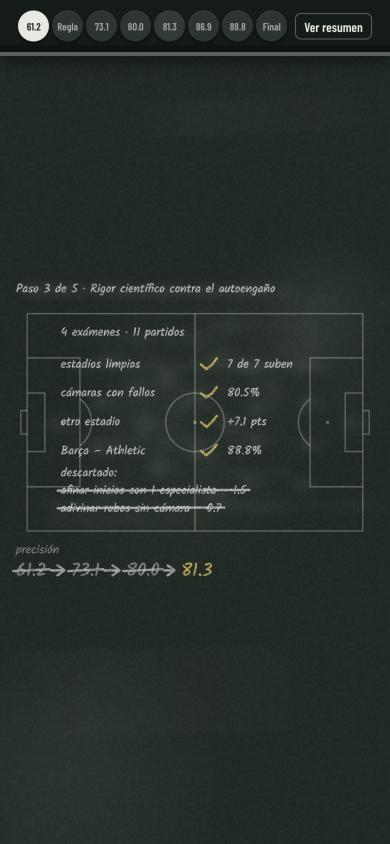 61.2 Regla 73.1 80.0 81.3 86.9 88.8 Final Ver resumen
Paso 3 de 5 · Rigor científico contra el autoengaño
4 exámenes · 11 partidos
estadios limpios 7 de 7 suben
cámaras con fallos 80.5%
otro estadio +7.1 pts
Barça – Athletic 88.8%
descartado:
afinar inicios con 1 especialista −1.5
adivinar robos sin cámara −0.7
precisión
61.2 → 73.1 → 80.0 → 81.3